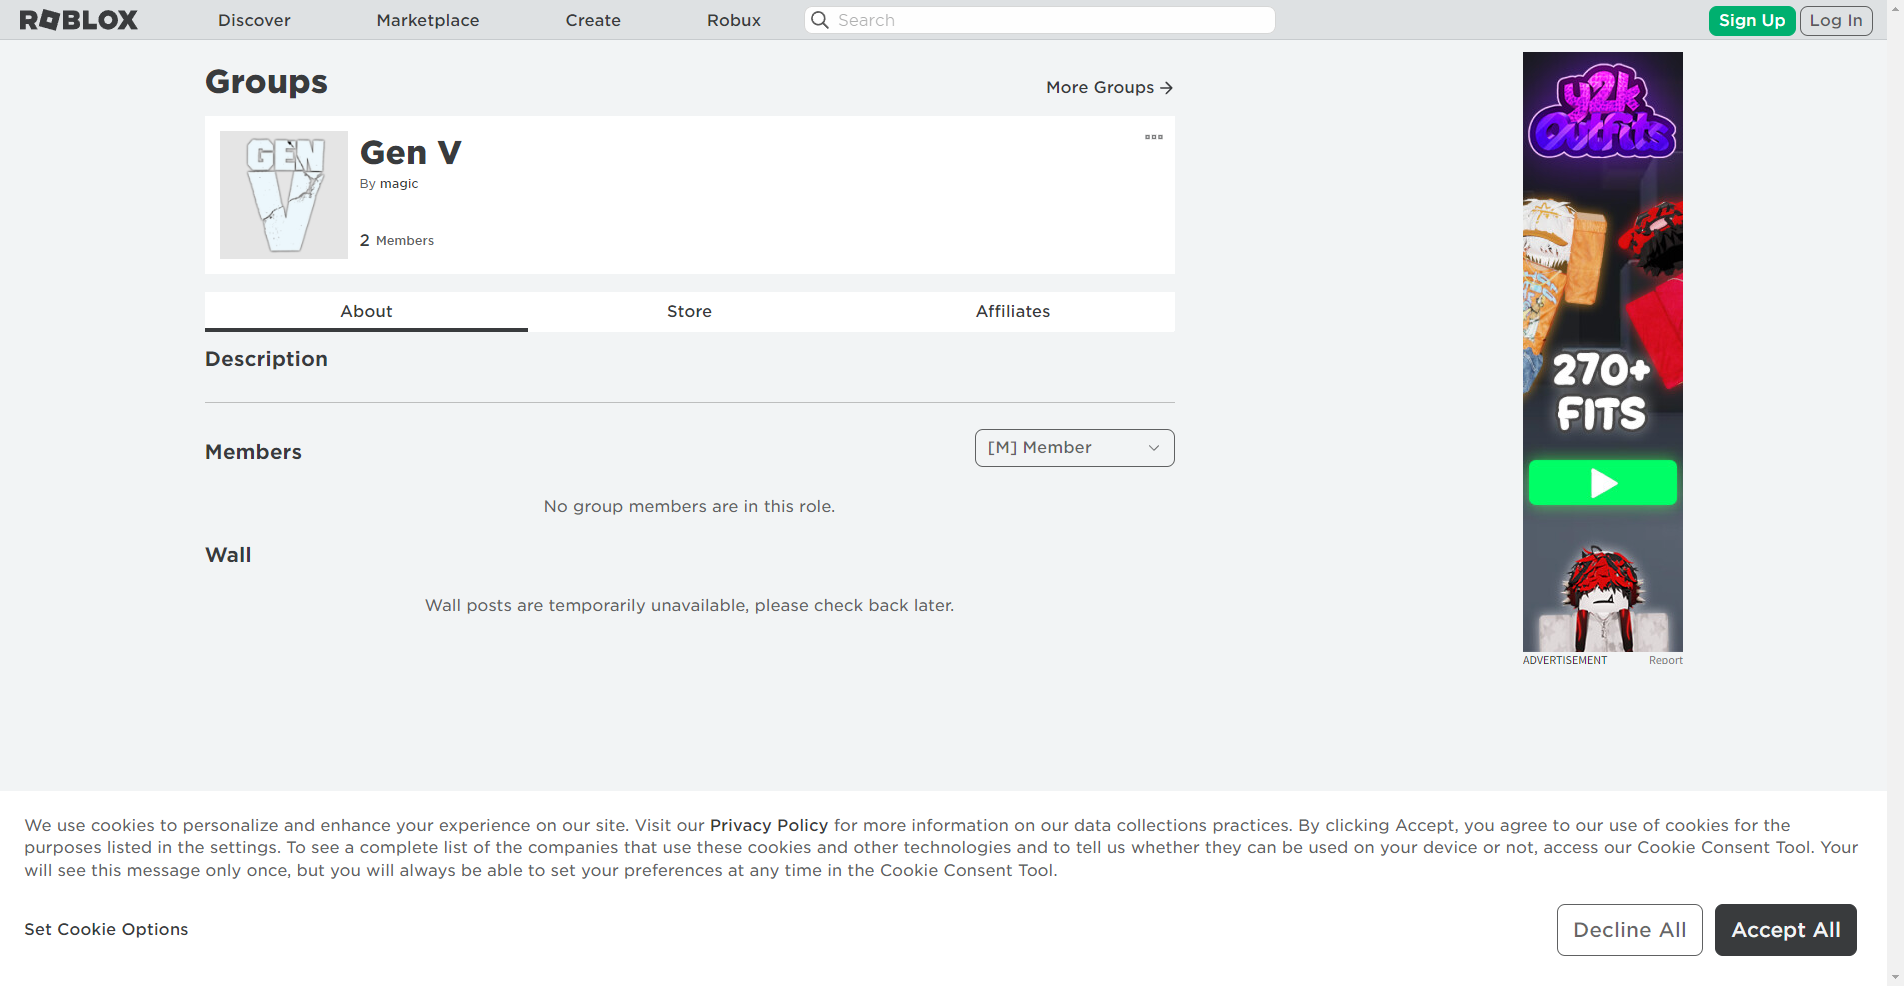 ROBLOX
Discover
Marketplace
Create
Robux
Search
Sign Up
Log In
Groups
More Groups
GEN
V
Gen V
By magic
2 Members
About
Store
Affiliates
Description
Members
[M] Member
No group members are in this role.
Wall
Wall posts are temporarily unavailable, please check back later.
y2k
Outfits
270+
FITS
ADVERTISEMENT
Report
We use cookies to personalize and enhance your experience on our site. Visit our Privacy Policy for more information on our data collections practices. By clicking Accept, you agree to our use of cookies for the
purposes listed in the settings. To see a complete list of the companies that use these cookies and other technologies and to tell us whether they can be used on your device or not, access our Cookie Consent Tool. Your
will see this message only once, but you will always be able to set your preferences at any time in the Cookie Consent Tool.
Set Cookie Options
Decline All
Accept All